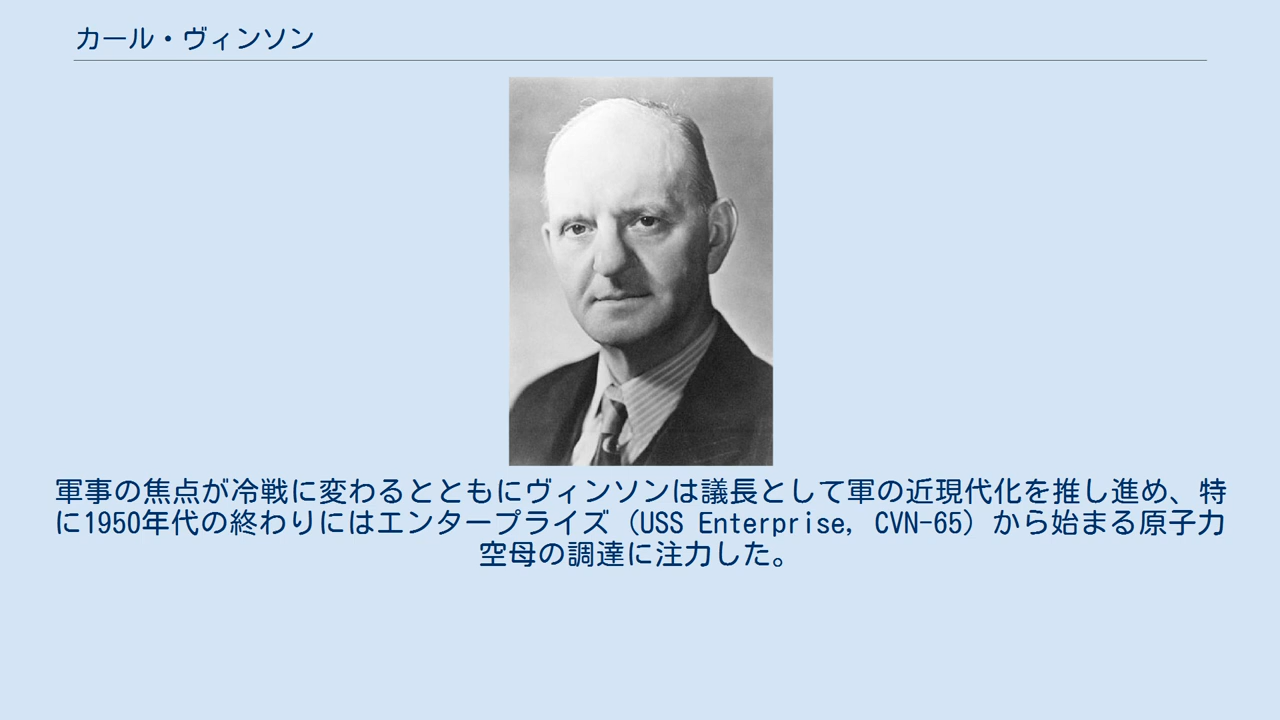 カール・ヴィンソン
軍事の焦点が冷戦に変わるとともにヴィンソンは議長として軍の近現代化を推し進め、特
に1950年代の終わりにはエンタープライズ（USS Enterprise, CVN-65）から始まる原子力
空母の調達に注力した。